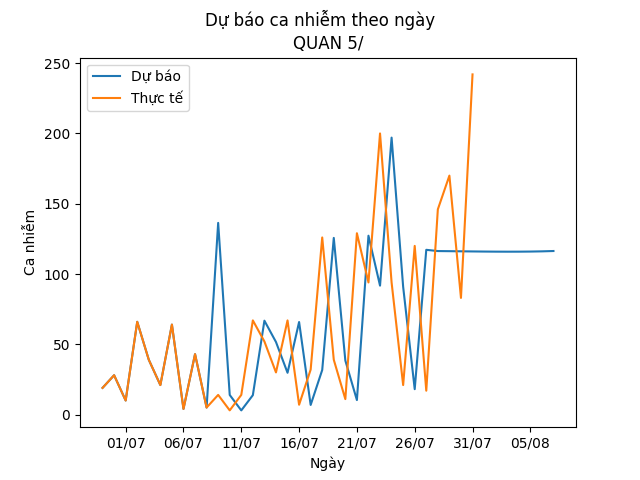 Dự báo ca nhiễm theo ngày
QUAN 5/
Dự báo
Thực tế
250
200
150
100
50
0
Ca nhiễm
01/07 06/07 11/07 16/07 21/07 26/07 31/07 05/08
Ngày